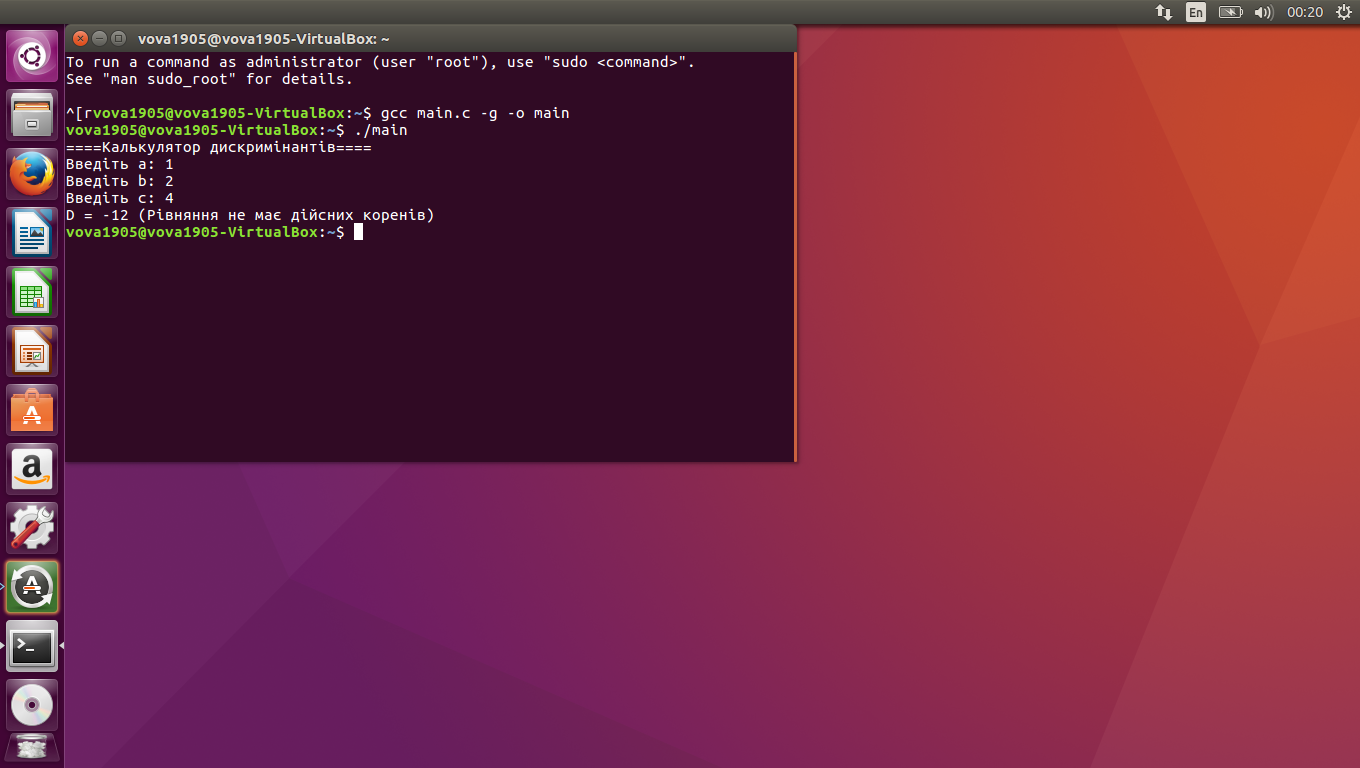 En
00:20
vova1905@vova1905-VirtualBox: ~
To run a command as administrator (user "root"), use "sudo <command>".
See "man sudo_root" for details.
^[rvova1905@vova1905-VirtualBox:~$ gcc main.c -g -o main
vova1905@vova1905-VirtualBox:~$ ./main
====Калькулятор дискримінантів====
Введіть a: 1
Введіть b: 2
Введіть c: 4
D = -12 (Рівняння не має дійсних коренів)
vova1905@vova1905-VirtualBox:~$